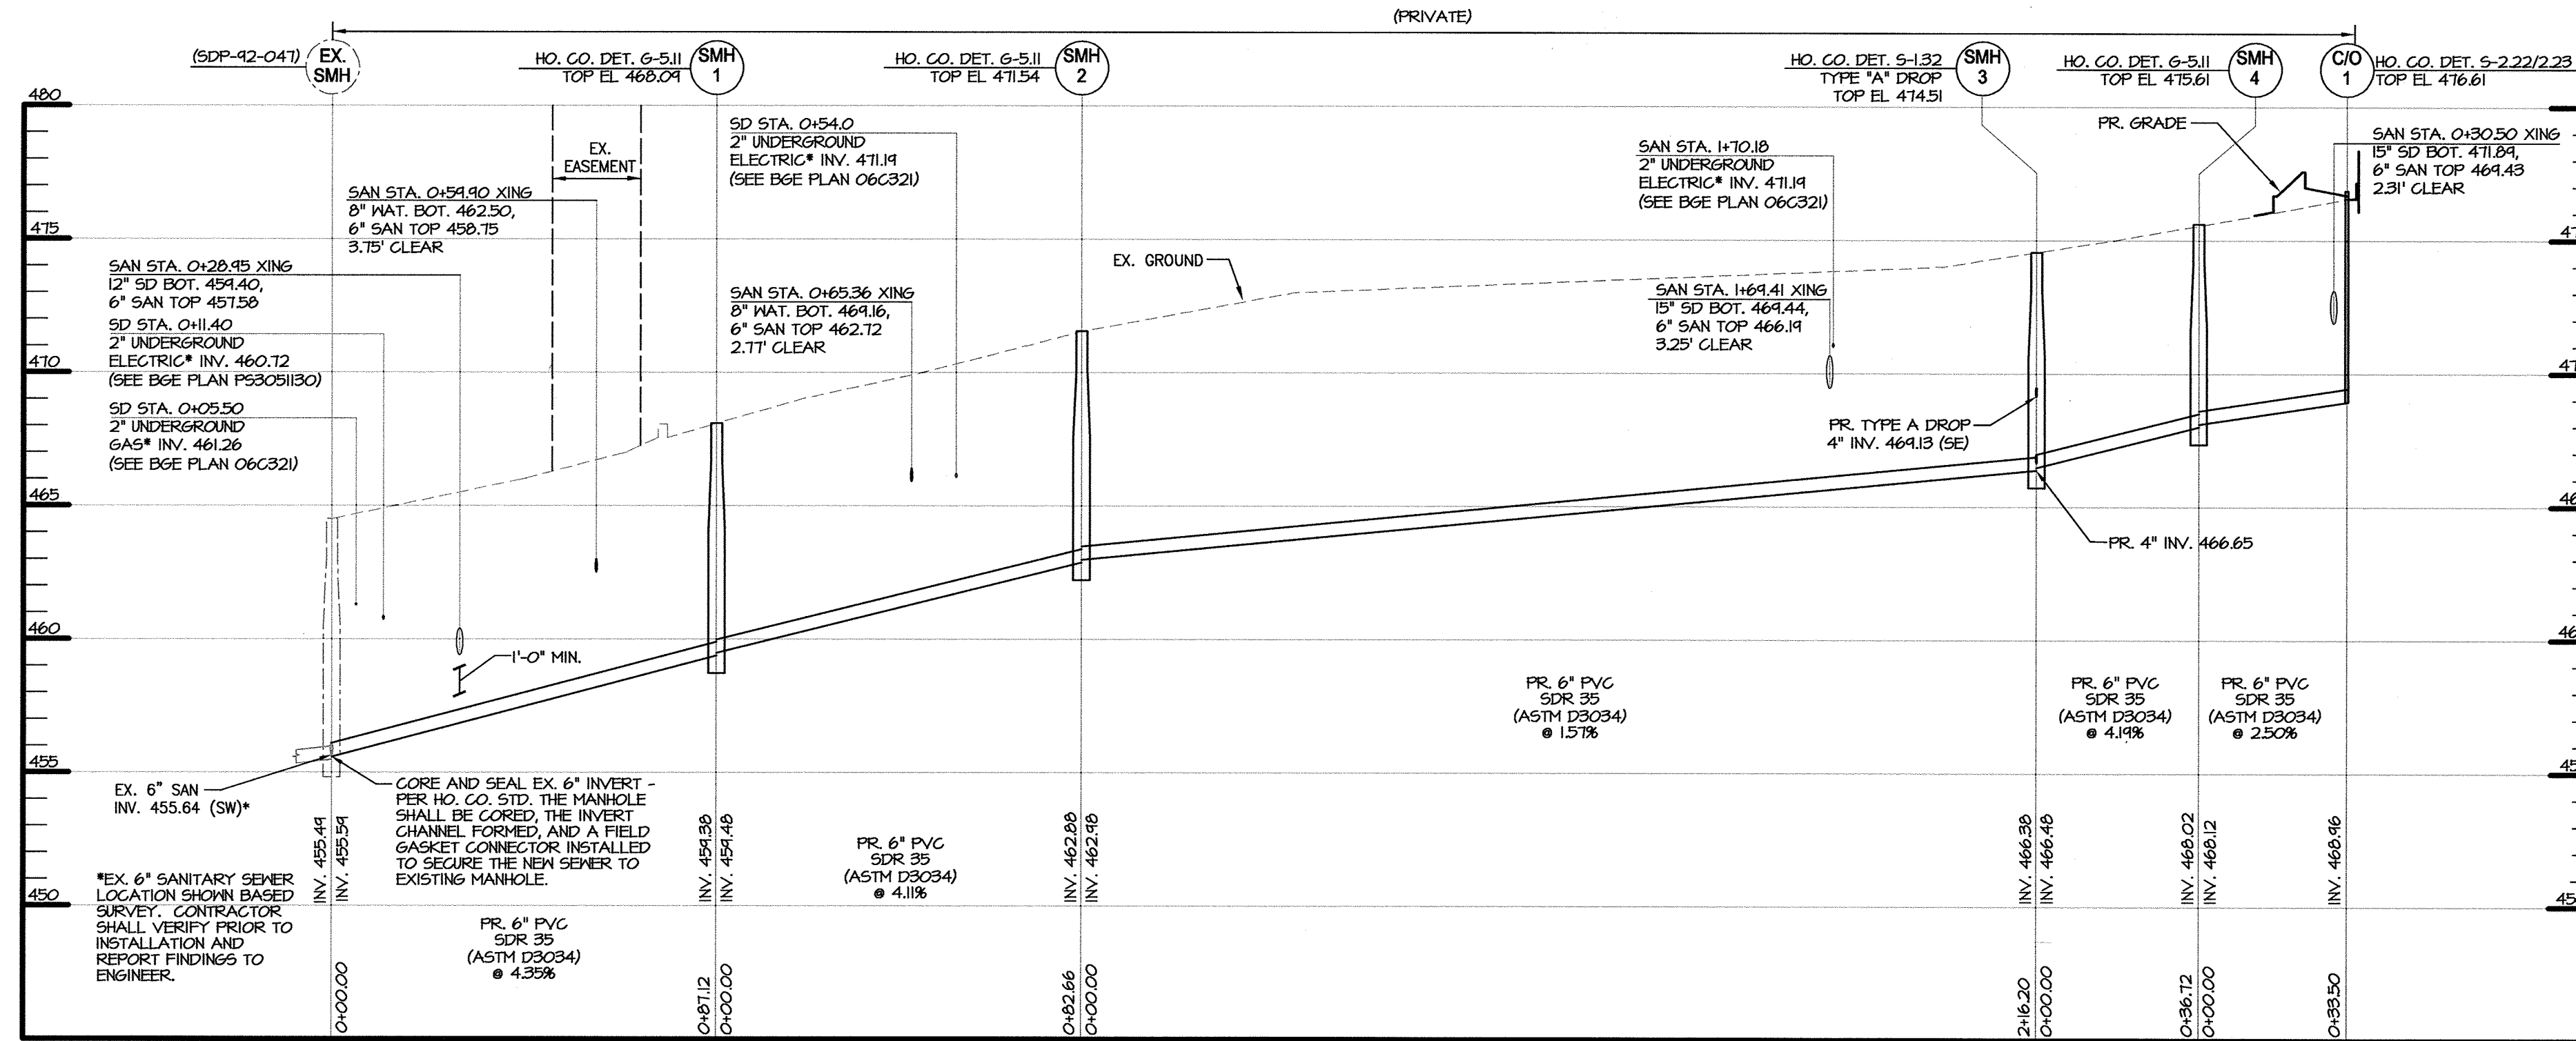 (PRIVATE)
(SDP-92-047)
EX.
SMH
HO. CO. DET. G-5.11
TOP EL 468.09
SMH
1
HO. CO. DET. G-5.11
TOP EL 471.54
SMH
2
HO. CO. DET. S-1.32
TYPE "A" DROP
TOP EL 474.51
SMH
3
HO. CO. DET. G-5.11
TOP EL 475.61
SMH
4
C/O
1
HO. CO. DET. S-2.22/2.23
TOP EL 476.61
480
475
470
465
460
455
450
47
47
46
46
45
45
SD STA. 0+54.0
2" UNDERGROUND
ELECTRIC* INV. 471.19
(SEE BGE PLAN 06C321)
EX.
EASEMENT
SAN STA. 0+59.90 XING
8" WAT. BOT. 462.50,
6" SAN TOP 458.75
3.75' CLEAR
SAN STA. 0+28.95 XING
12" SD BOT. 459.40,
6" SAN TOP 457.58
SD STA. 0+11.40
2" UNDERGROUND
ELECTRIC* INV. 460.72
(SEE BGE PLAN PS3051130)
SD STA. 0+05.50
2" UNDERGROUND
GAS* INV. 461.26
(SEE BGE PLAN 06C321)
SAN STA. 0+65.36 XING
8" WAT. BOT. 469.16,
6" SAN TOP 462.72
2.77' CLEAR
EX. GROUND
SAN STA. 1+70.18
2" UNDERGROUND
ELECTRIC* INV. 471.19
(SEE BGE PLAN 06C321)
SAN STA. 1+69.41 XING
15" SD BOT. 469.44,
6" SAN TOP 466.19
3.25' CLEAR
PR. GRADE
SAN STA. 0+30.50 XING
15" SD BOT. 471.89,
6" SAN TOP 469.43
2.31' CLEAR
PR. TYPE A DROP
4" INV. 469.13 (SE)
PR. 4" INV. 466.65
1'-0" MIN.
EX. 6" SAN
INV. 455.64 (SW)*
CORE AND SEAL EX. 6" INVERT -
PER HO. CO. STD. THE MANHOLE
SHALL BE CORED, THE INVERT
CHANNEL FORMED, AND A FIELD
GASKET CONNECTOR INSTALLED
TO SECURE THE NEW SEWER TO
EXISTING MANHOLE.
*EX. 6" SANITARY SEWER
LOCATION SHOWN BASED
SURVEY. CONTRACTOR
SHALL VERIFY PRIOR TO
INSTALLATION AND
REPORT FINDINGS TO
ENGINEER.
PR. 6" PVC
SDR 35
(ASTM D3034)
@ 4.35%
PR. 6" PVC
SDR 35
(ASTM D3034)
@ 4.11%
PR. 6" PVC
SDR 35
(ASTM D3034)
@ 1.57%
PR. 6" PVC
SDR 35
(ASTM D3034)
@ 4.19%
PR. 6" PVC
SDR 35
(ASTM D3034)
@ 2.50%
INV. 455.49
INV. 455.59
INV. 459.38
INV. 459.48
INV. 462.88
INV. 462.98
INV. 466.38
INV. 466.48
INV. 468.02
INV. 468.12
INV. 468.96
0+00.00
0+87.12
0+00.00
0+82.66
0+00.00
2+16.20
0+00.00
0+36.72
0+00.00
0+33.50